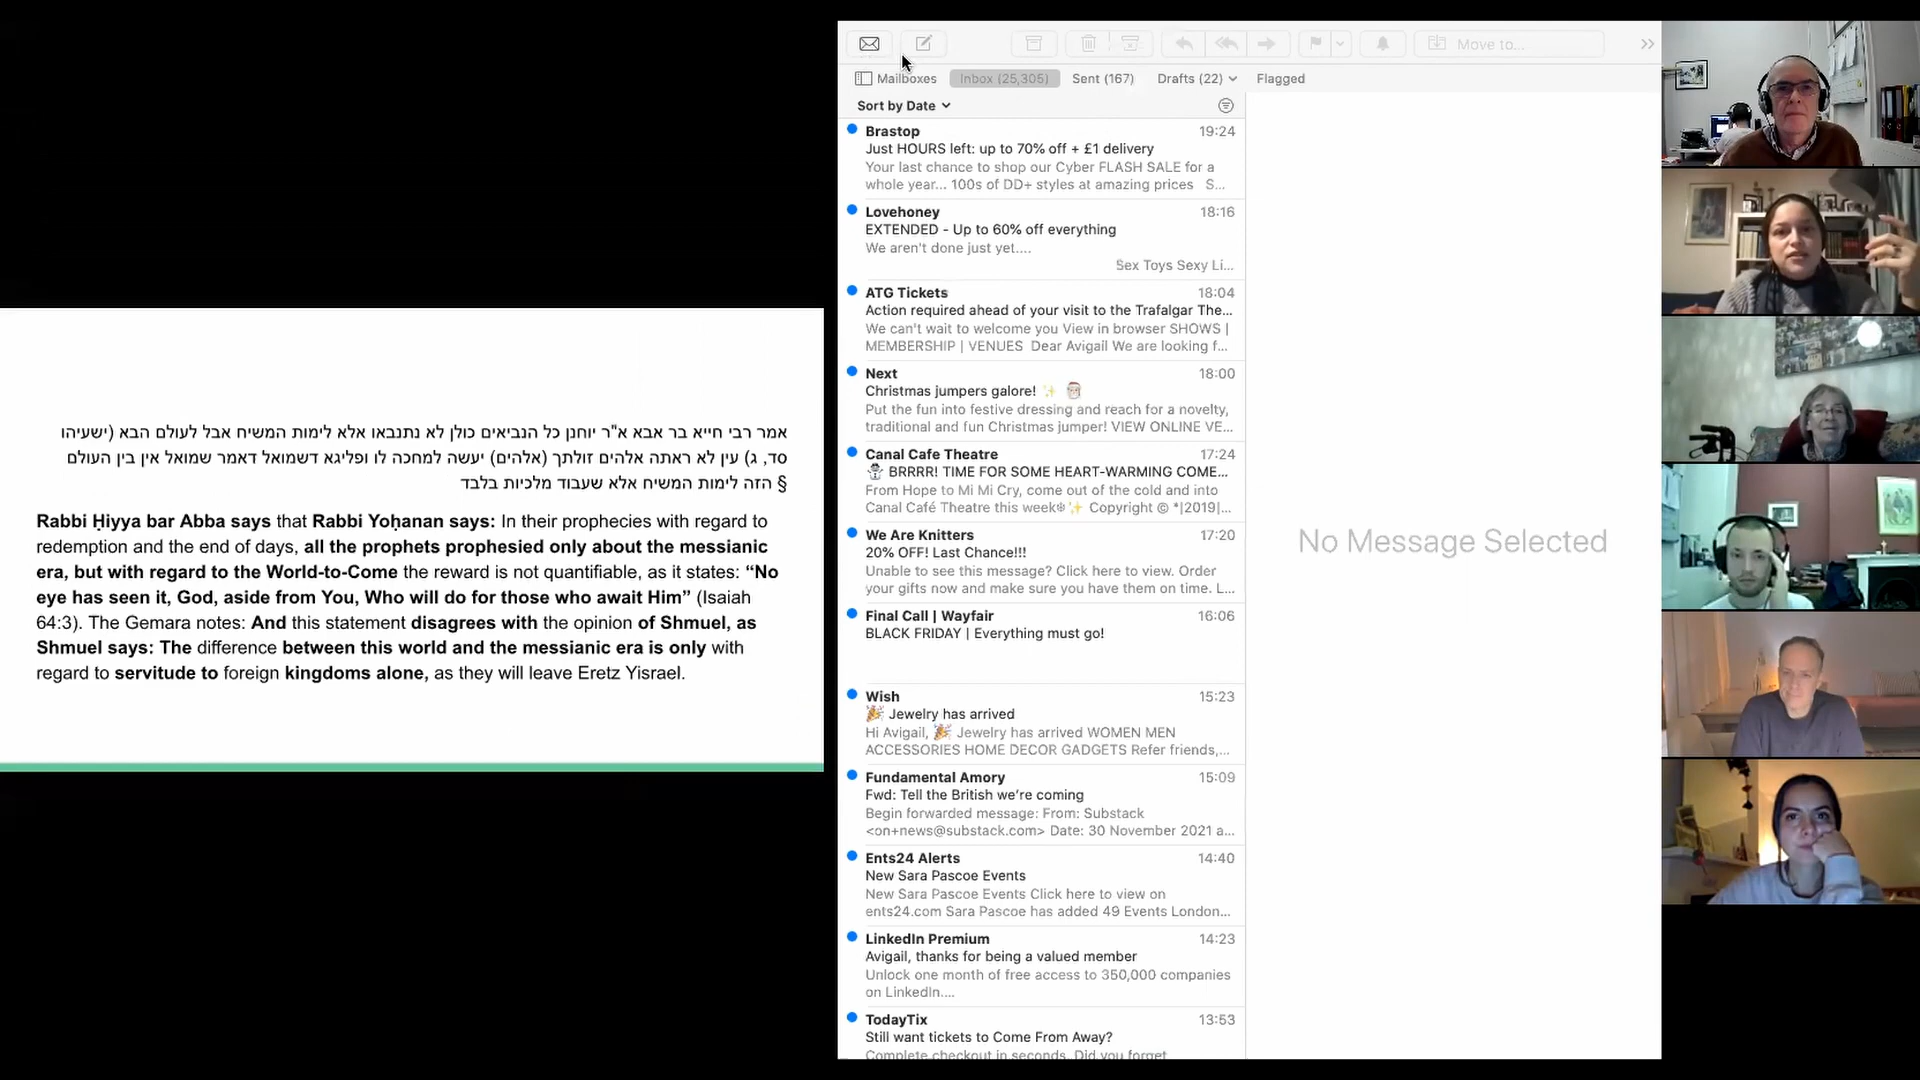 אמר רבי חייא בר אבא א"ר יוחנן כל הנביאים כולן לא נתנבאו אלא לימות המשיח אבל לעולם הבא (ישעיהו
סד, ג) עין לא ראתה אלהים זולתך (אלהים) יעשה למחכה לו ופליגא דשמואל דאמר שמואל אין בין העולם
§ הזה לימות המשיח אלא שעבוד מלכיות בלבד
Rabbi Ḥiyya bar Abba says that Rabbi Yoḥanan says: In their prophecies with regard to
redemption and the end of days, all the prophets prophesied only about the messianic
era, but with regard to the World-to-Come the reward is not quantifiable, as it states: “No
eye has seen it, God, aside from You, Who will do for those who await Him” (Isaiah
64:3). The Gemara notes: And this statement disagrees with the opinion of Shmuel, as
Shmuel says: The difference between this world and the messianic era is only with
regard to servitude to foreign kingdoms alone, as they will leave Eretz Yisrael.
Move to...
Mailboxes Inbox (25,305) Sent (167) Drafts (22) Flagged
Sort by Date
Brastop 19:24
Just HOURS left: up to 70% off + £1 delivery
Your last chance to shop our Cyber FLASH SALE for a
whole year... 100s of DD+ styles at amazing prices S...
Lovehoney 18:16
EXTENDED - Up to 60% off everything
We aren't done just yet....
Sex Toys Sexy Li...
ATG Tickets 18:04
Action required ahead of your visit to the Trafalgar The...
We can't wait to welcome you View in browser SHOWS |
MEMBERSHIP | VENUES Dear Avigail We are looking f...
Next 18:00
Christmas jumpers galore! ✨ 🎅
Put the fun into festive dressing and reach for a novelty,
traditional and fun Christmas jumper! VIEW ONLINE VE...
Canal Cafe Theatre 17:24
⛄ BRRRR! TIME FOR SOME HEART-WARMING COME...
From Hope to Mi Mi Cry, come out of the cold and into
Canal Café Theatre this week❄✨ Copyright © *|2019|...
We Are Knitters 17:20
20% OFF! Last Chance!!!
Unable to see this message? Click here to view. Order
your gifts now and make sure you have them on time. L...
Final Call | Wayfair 16:06
BLACK FRIDAY | Everything must go!
Wish 15:23
🎉 Jewelry has arrived
Hi Avigail, 🎉 Jewelry has arrived WOMEN MEN
ACCESSORIES HOME DECOR GADGETS Refer friends,...
Fundamental Amory 15:09
Fwd: Tell the British we’re coming
Begin forwarded message: From: Substack
<on+news@substack.com> Date: 30 November 2021 a...
Ents24 Alerts 14:40
New Sara Pascoe Events
New Sara Pascoe Events Click here to view on
ents24.com Sara Pascoe has added 49 Events London...
LinkedIn Premium 14:23
Avigail, thanks for being a valued member
Unlock one month of free access to 350,000 companies
on LinkedIn....
TodayTix 13:53
Still want tickets to Come From Away?
Complete checkout in seconds. Did you forget
No Message Selected